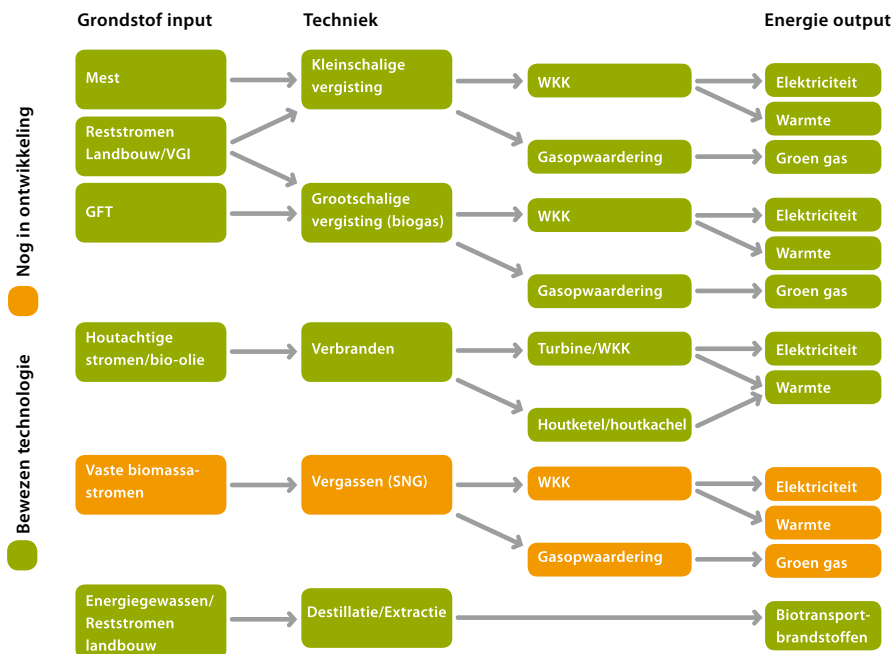 Grondstof input
Techniek
Energie output
Nog in ontwikkeling
Bewezen technologie
Mest
Kleinschalige
vergisting
WKK
Elektriciteit
Warmte
Reststromen
Landbouw/VGI
Gasopwaardering
Groen gas
GFT
Grootschalige
vergisting (biogas)
WKK
Elektriciteit
Warmte
Gasopwaardering
Groen gas
Houtachtige
stromen/bio-olie
Verbranden
Turbine/WKK
Elektriciteit
Warmte
Houtketel/houtkachel
Vaste biomassa-
stromen
Vergassen (SNG)
WKK
Elektriciteit
Warmte
Gasopwaardering
Groen gas
Energiegewassen/
Reststromen
landbouw
Destillatie/Extractie
Biotransport-
brandstoffen